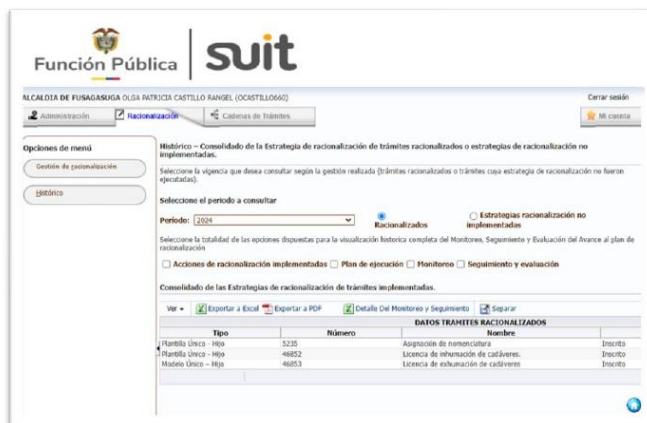 Función Pública
suit
ALCALDIA DE FUSAGASUGA OLGA PATRICIA CASTILLO RANGEL (OCASTILLO660)
Cerrar sesión
Administración
Racionalización
Cadenas de Trámites
Mi cuenta
Opciones de menú
Gestión de racionalización
Histórico
Histórico – Consolidado de la Estrategia de racionalización de trámites racionalizados o estrategias de racionalización no
implementadas.
Seleccione la vigencia que desea consultar según la gestión realizada (trámites racionalizados o trámites cuya estrategia de racionalización no fueron
ejecutadas).
Seleccione el periodo a consultar
Período: 2024
Racionalizados
Estrategias racionalización no
implementadas
Seleccione la totalidad de las opciones dispuestas para la visualización historica completa del Monitoreo, Seguimiento y Evaluación del Avance al plan de
racionalización
Acciones de racionalización implementadas Plan de ejecución Monitoreo Seguimiento y evaluación
Consolidado de las Estrategias de racionalización de trámites implementadas.
Ver Exportar a Excel Exportar a PDF Detalle Del Monitoreo y Seguimiento Separar
DATOS TRAMITES RACIONALIZADOS
Tipo Número Nombre
Plantilla Único - Hijo 5235 Asignación de nomenclatura Inscrito
Plantilla Único - Hijo 46852 Licencia de inhumación de cadáveres. Inscrito
Modelo Único – Hijo 46853 Licencia de exhumación de cadáveres Inscrito